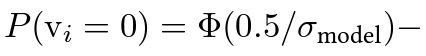 P(v_i = 0) = Φ(0.5/σ_model)−